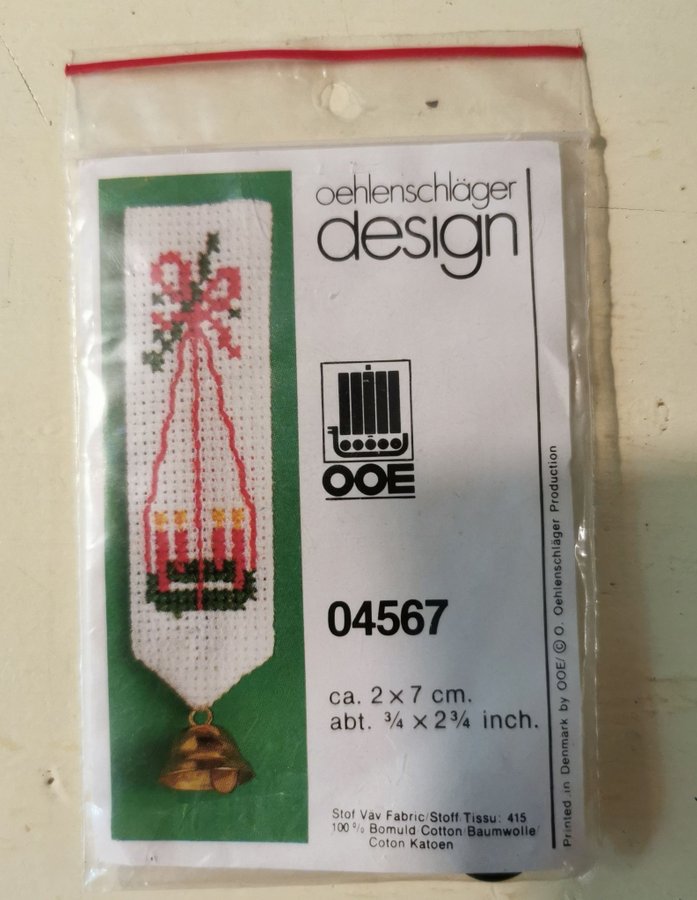 oehlenschläger
design
OOE
04567
ca. 2 x 7 cm.
abt. ¾ x 2¾ inch.
Stof Väv Fabric/Stoff Tissu: 415
100 % Bomuld Cotton/Baumwolle/
Coton Katoen
Printed in Denmark by OOE/ © O. Oehlenschläger Production